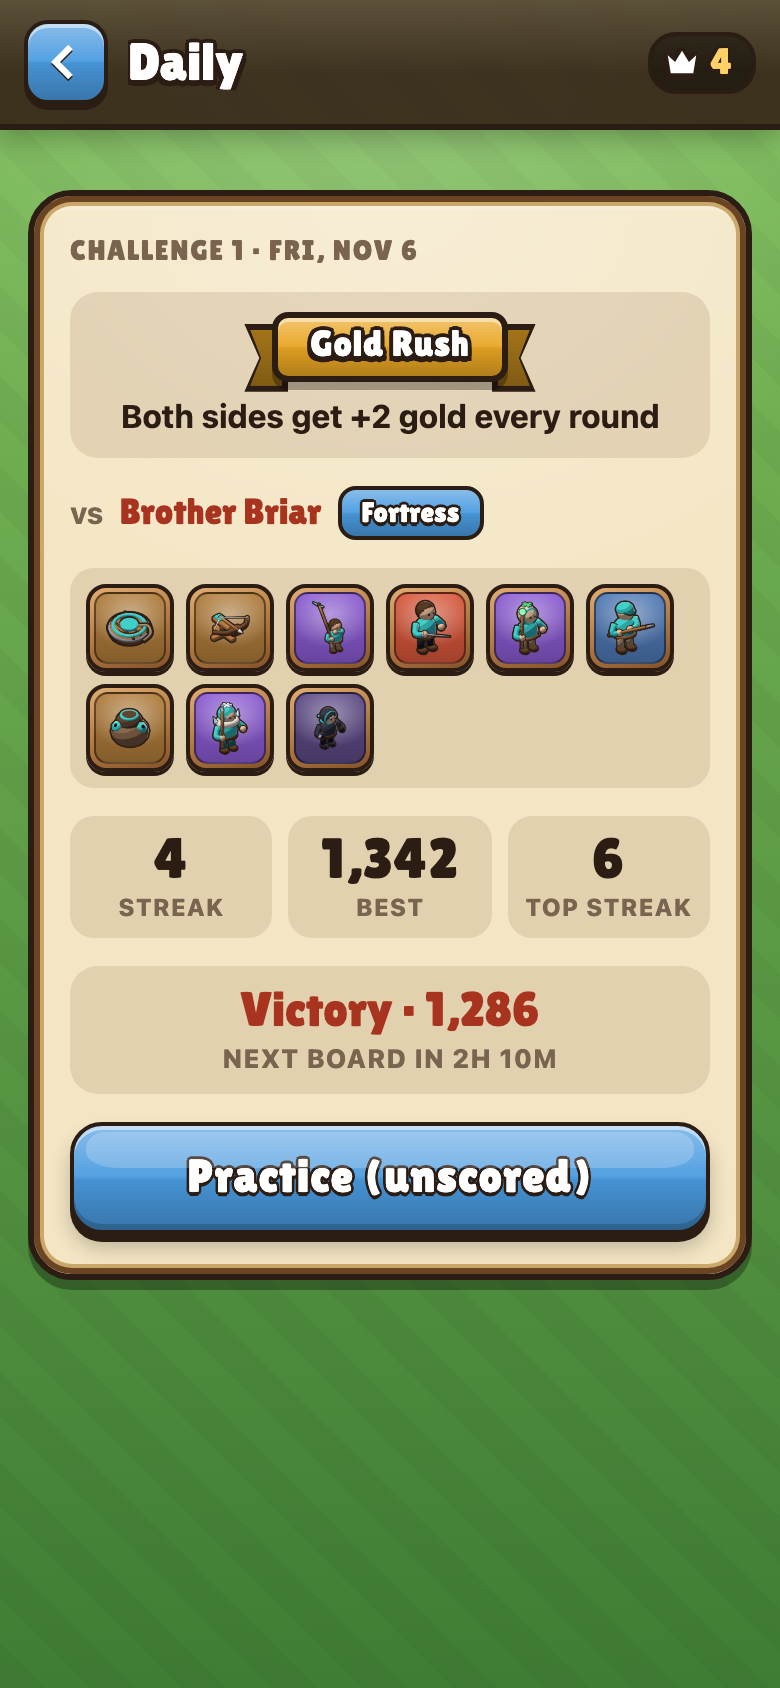 Daily
4
CHALLENGE 1 · FRI, NOV 6
Gold Rush
Both sides get +2 gold every round
vs Brother Briar Fortress
4 1,342 6
STREAK BEST TOP STREAK
Victory · 1,286
NEXT BOARD IN 2H 10M
Practice (unscored)